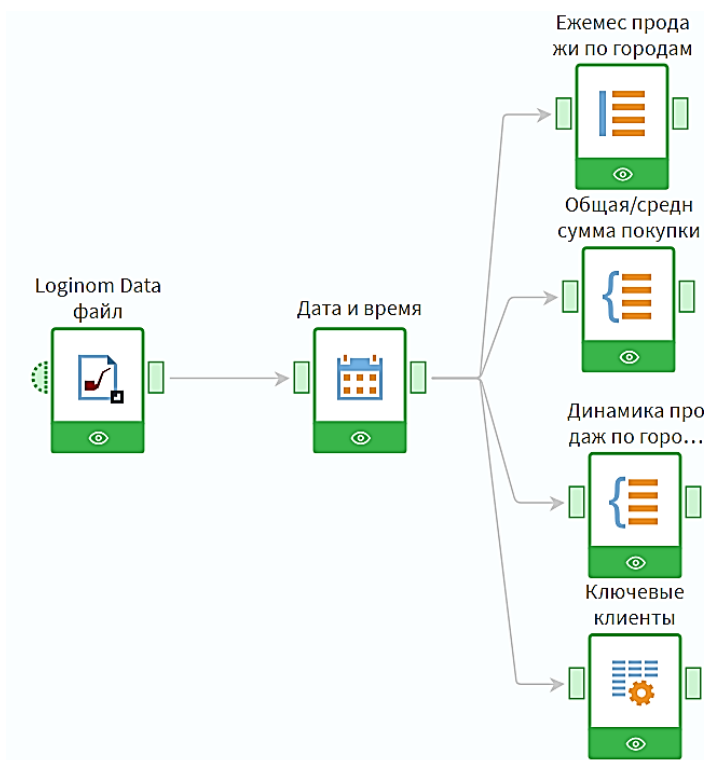 Ежемес прода
жи по городам
Общая/средн
сумма покупки
Loginom Data
файл
Дата и время
Динамика про
даж по горо...
Ключевые
клиенты